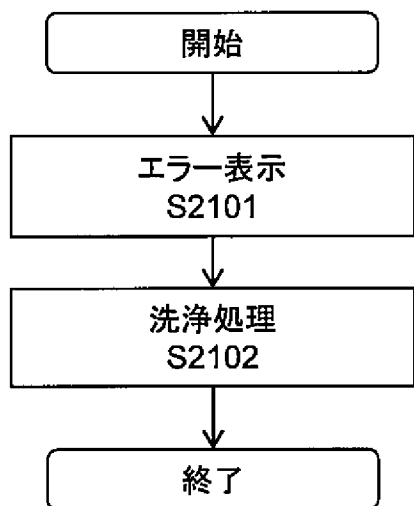 開始
エラー表示
S2101
洗浄処理
S2102
終了